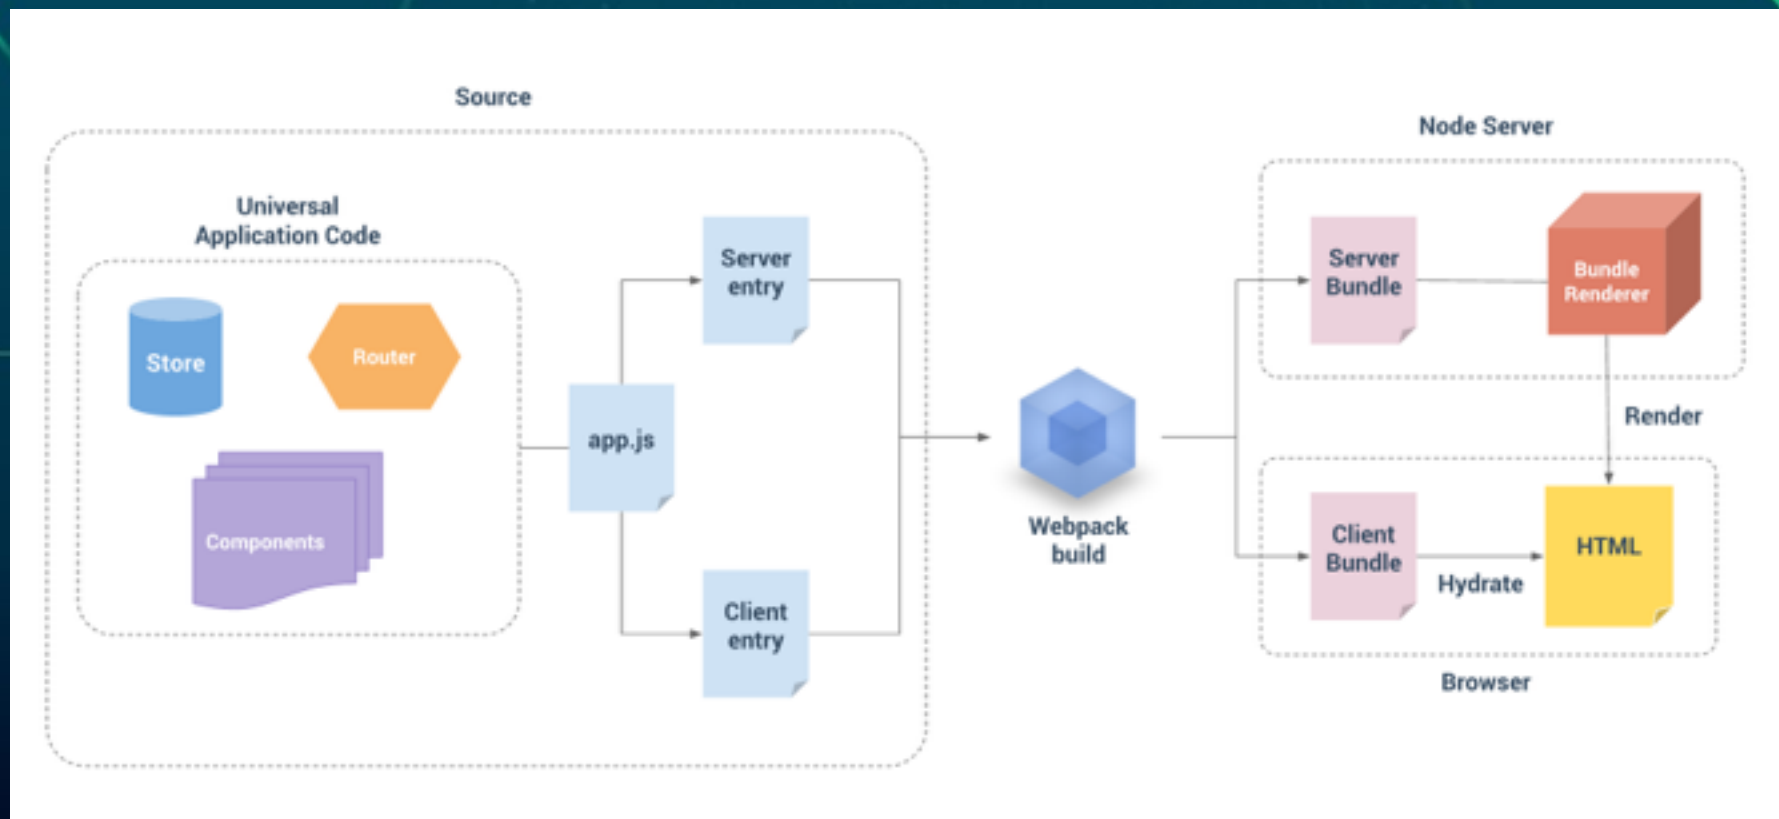 Source
Universal
Application Code
Store
Router
Components
app.js
Server
entry
Client
entry
Webpack
build
Node Server
Server
Bundle
Bundle
Renderer
Render
Client
Bundle
Hydrate
HTML
Browser